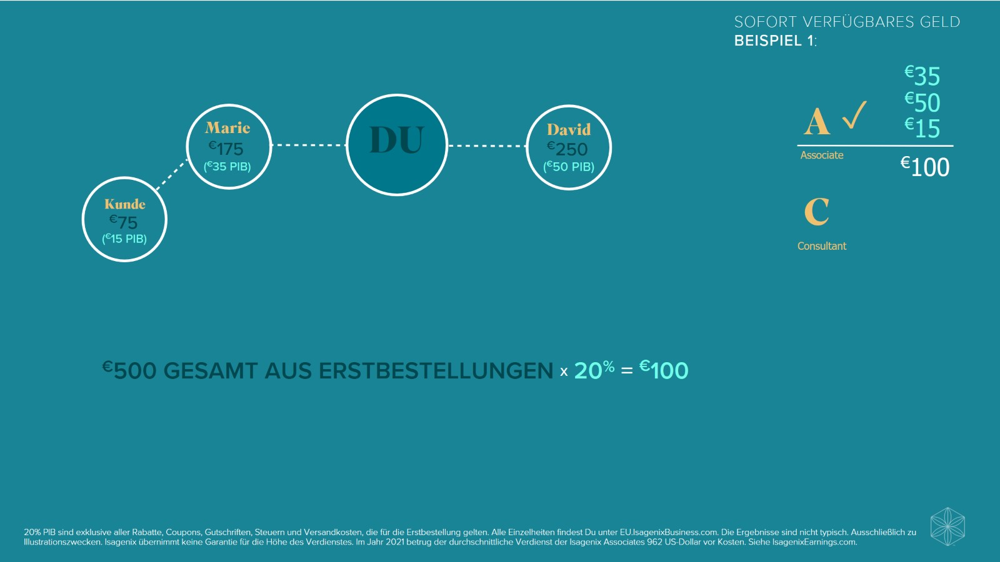 SOFORT VERFÜGBARES GELD
BEISPIEL 1:
€35
€50
€15
A ✓
Associate
€100
C
Consultant
Marie
€175
(€35 PIB)
DU
David
€250
(€50 PIB)
Kunde
€75
(€15 PIB)
€500 GESAMT AUS ERSTBESTELLUNGEN x 20% = €100
20% PIB sind exklusive aller Rabatte, Coupons, Gutschriften, Steuern und Versandkosten, die für die Erstbestellung gelten. Alle Einzelheiten findest Du unter EU.IsagenixBusiness.com. Die Ergebnisse sind nicht typisch. Ausschließlich zu
Illustrationszwecken. Isagenix übernimmt keine Garantie für die Höhe des Verdienstes. Im Jahr 2021 betrug der durchschnittliche Verdienst der Isagenix Associates 962 US-Dollar vor Kosten. Siehe IsagenixEarnings.com.